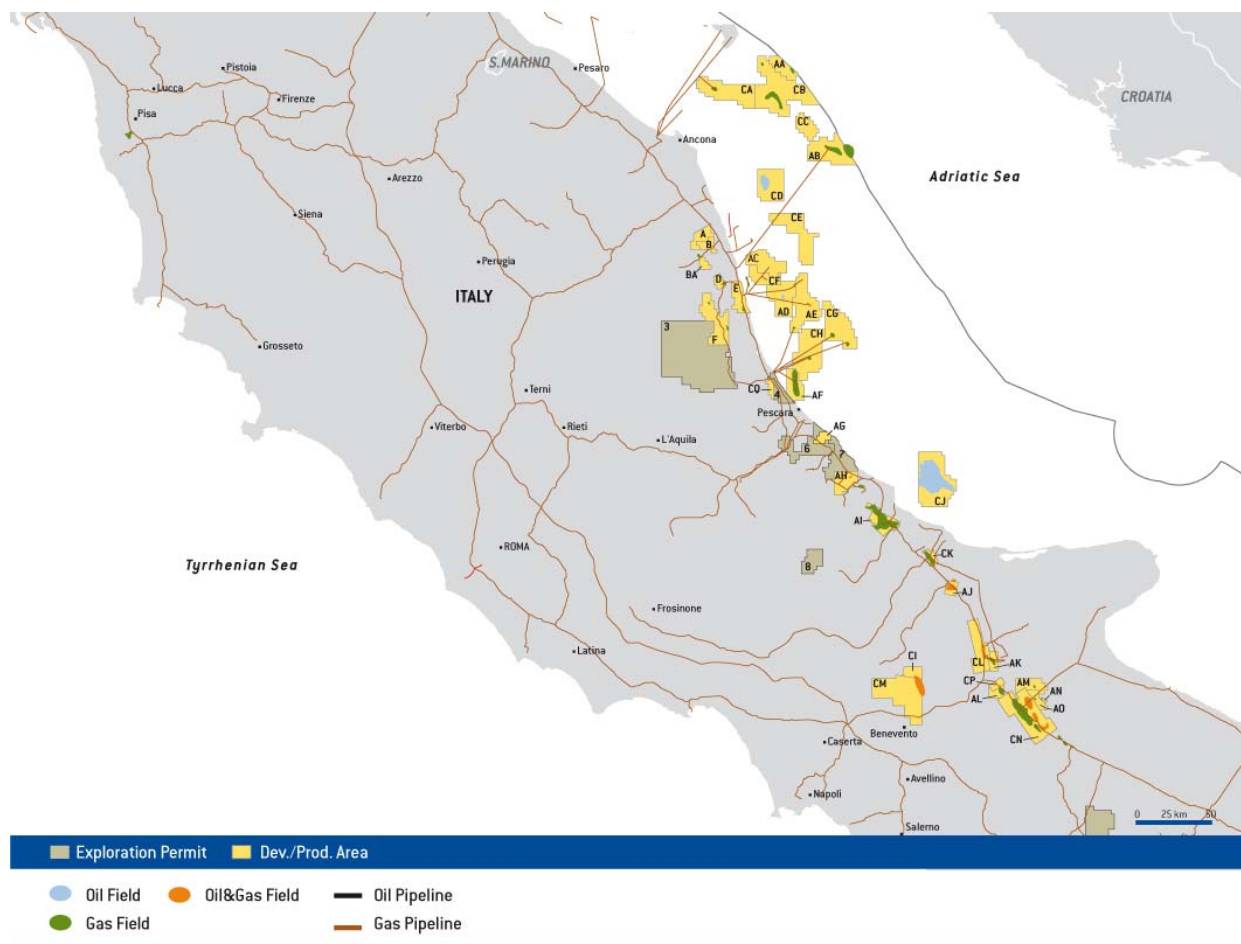 AA
Pistoia
S.MARINO
Pesaro
Lucca
CA
CB
CROATIA
Firenze
Pisa
CC
Ancona
AB
Adriatic Sea
Arezzo
CD
Siena
CE
A
B
Perugia
AC
BA
ITALY
D
E
CF
AD
AE
CG
3
F
CH
Grosseto
Terni
CQ
4
AF
Pescara
Viterbo
Rieti
L'Aquila
AG
6
7
AH
CJ
AI
ROMA
CK
Tyrrhenian Sea
8
AJ
Frosinone
Latina
CI
CL
AK
CM
CP
AM
AN
AL
AO
Benevento
CN
Caserta
Avellino
Napoli
0 25 km 50
Salerno
Exploration Permit Dev./Prod. Area
Oil Field Oil&Gas Field Oil Pipeline
Gas Field Gas Pipeline